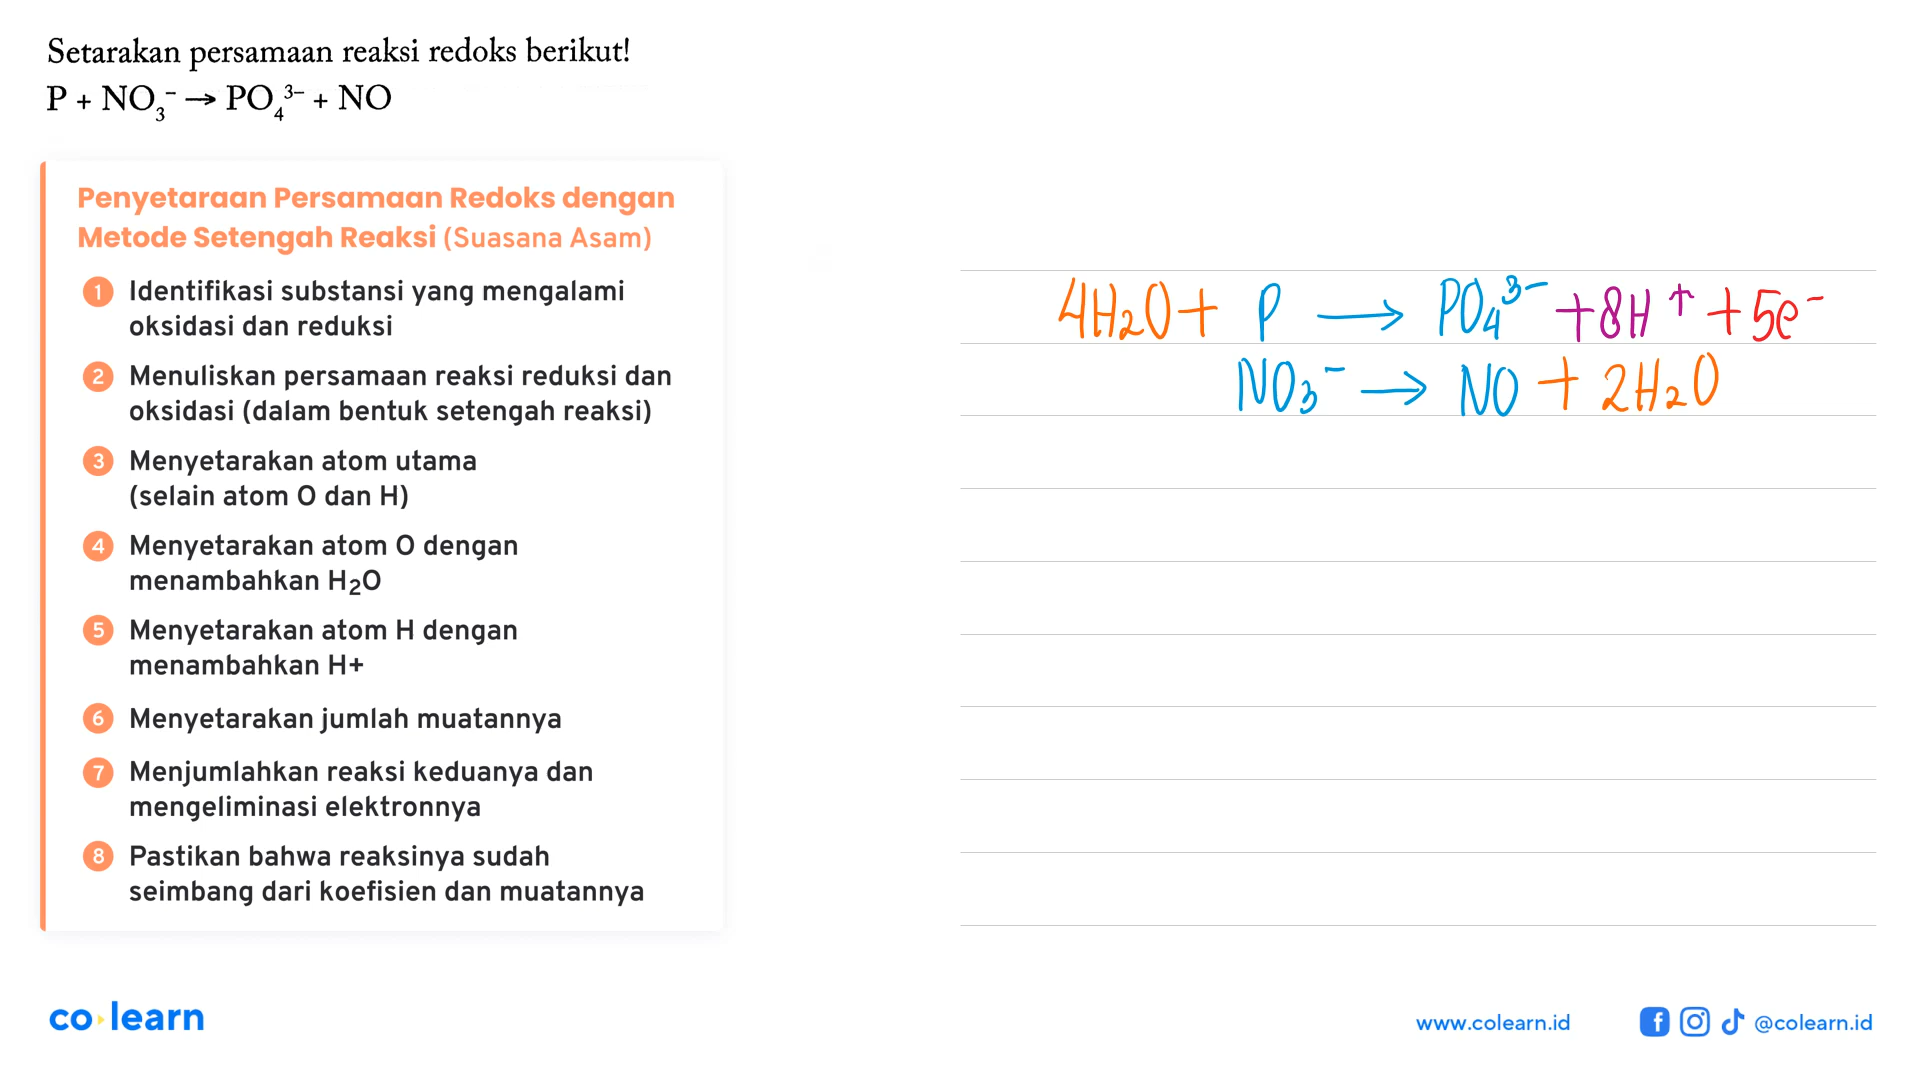 Setarakan persamaan reaksi redoks berikut!
P + NO₃⁻ → PO₄³⁻ + NO
Penyetaraan Persamaan Redoks dengan
Metode Setengah Reaksi (Suasana Asam)
1 Identifikasi substansi yang mengalami
oksidasi dan reduksi
2 Menuliskan persamaan reaksi reduksi dan
oksidasi (dalam bentuk setengah reaksi)
3 Menyetarakan atom utama
(selain atom O dan H)
4 Menyetarakan atom O dengan
menambahkan H₂O
5 Menyetarakan atom H dengan
menambahkan H+
6 Menyetarakan jumlah muatannya
7 Menjumlahkan reaksi keduanya dan
mengeliminasi elektronnya
8 Pastikan bahwa reaksinya sudah
seimbang dari koefisien dan muatannya
4H₂O + P → PO₄³⁻ + 8H⁺ + 5e⁻
NO₃⁻ → NO + 2H₂O
co learn
www.colearn.id
@colearn.id